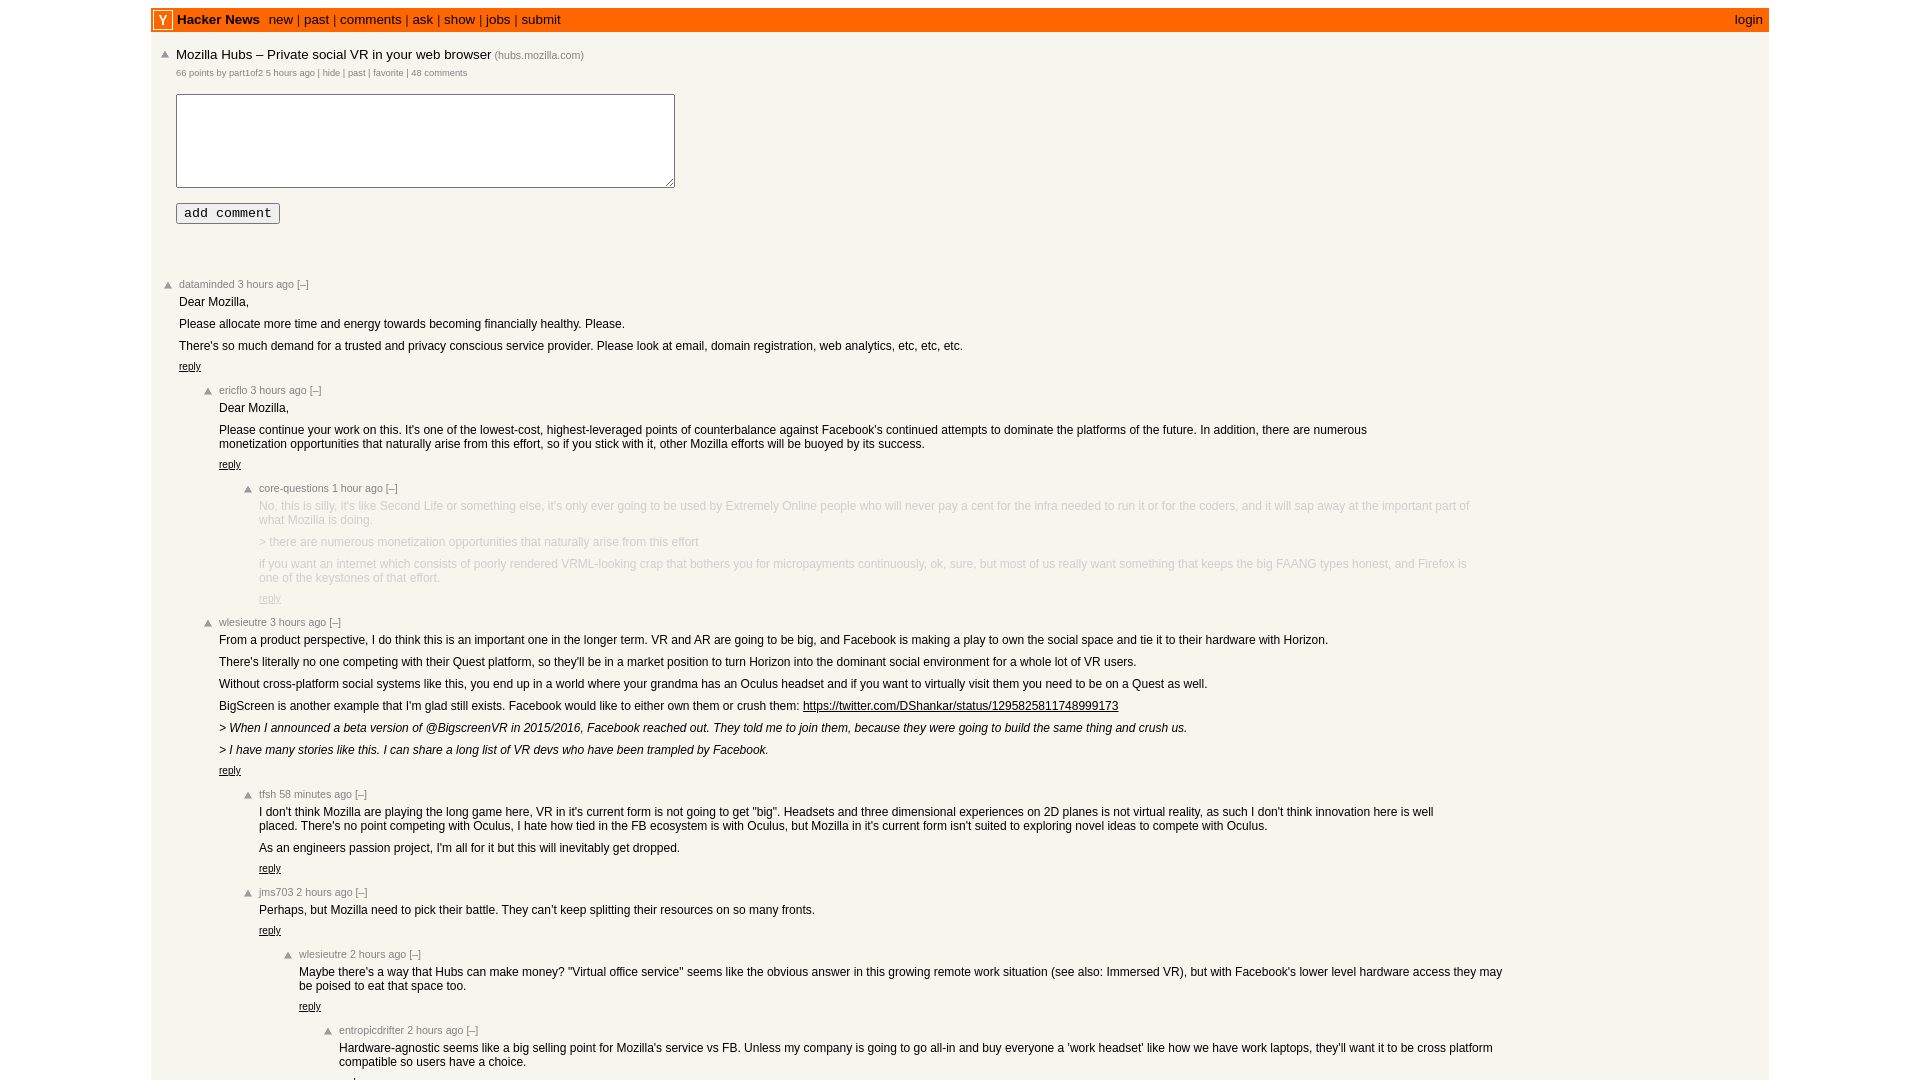 Y Hacker News new | past | comments | ask | show | jobs | submit login
Mozilla Hubs – Private social VR in your web browser (hubs.mozilla.com)
66 points by part1of2 5 hours ago | hide | past | favorite | 48 comments
add comment
dataminded 3 hours ago [–]
Dear Mozilla,
Please allocate more time and energy towards becoming financially healthy. Please.
There's so much demand for a trusted and privacy conscious service provider. Please look at email, domain registration, web analytics, etc, etc, etc.
reply
ericflo 3 hours ago [–]
Dear Mozilla,
Please continue your work on this. It's one of the lowest-cost, highest-leveraged points of counterbalance against Facebook's continued attempts to dominate the platforms of the future. In addition, there are numerous
monetization opportunities that naturally arise from this effort, so if you stick with it, other Mozilla efforts will be buoyed by its success.
reply
core-questions 1 hour ago [–]
No, this is silly, it's like Second Life or something else, it's only ever going to be used by Extremely Online people who will never pay a cent for the infra needed to run it or for the coders, and it will sap away at the important part of
what Mozilla is doing.
> there are numerous monetization opportunities that naturally arise from this effort
if you want an internet which consists of poorly rendered VRML-looking crap that bothers you for micropayments continuously, ok, sure, but most of us really want something that keeps the big FAANG types honest, and Firefox is
one of the keystones of that effort.
reply
wlesieutre 3 hours ago [–]
From a product perspective, I do think this is an important one in the longer term. VR and AR are going to be big, and Facebook is making a play to own the social space and tie it to their hardware with Horizon.
There's literally no one competing with their Quest platform, so they'll be in a market position to turn Horizon into the dominant social environment for a whole lot of VR users.
Without cross-platform social systems like this, you end up in a world where your grandma has an Oculus headset and if you want to virtually visit them you need to be on a Quest as well.
BigScreen is another example that I'm glad still exists. Facebook would like to either own them or crush them: https://twitter.com/DShankar/status/1295825811748999173
> When I announced a beta version of @BigscreenVR in 2015/2016, Facebook reached out. They told me to join them, because they were going to build the same thing and crush us.
> I have many stories like this. I can share a long list of VR devs who have been trampled by Facebook.
reply
tfsh 58 minutes ago [–]
I don't think Mozilla are playing the long game here, VR in it's current form is not going to get "big". Headsets and three dimensional experiences on 2D planes is not virtual reality, as such I don't think innovation here is well
placed. There's no point competing with Oculus, I hate how tied in the FB ecosystem is with Oculus, but Mozilla in it's current form isn't suited to exploring novel ideas to compete with Oculus.
As an engineers passion project, I'm all for it but this will inevitably get dropped.
reply
jms703 2 hours ago [–]
Perhaps, but Mozilla need to pick their battle. They can’t keep splitting their resources on so many fronts.
reply
wlesieutre 2 hours ago [–]
Maybe there's a way that Hubs can make money? "Virtual office service" seems like the obvious answer in this growing remote work situation (see also: Immersed VR), but with Facebook's lower level hardware access they may
be poised to eat that space too.
reply
entropicdrifter 2 hours ago [–]
Hardware-agnostic seems like a big selling point for Mozilla's service vs FB. Unless my company is going to go all-in and buy everyone a 'work headset' like how we have work laptops, they'll want it to be cross platform
compatible so users have a choice.